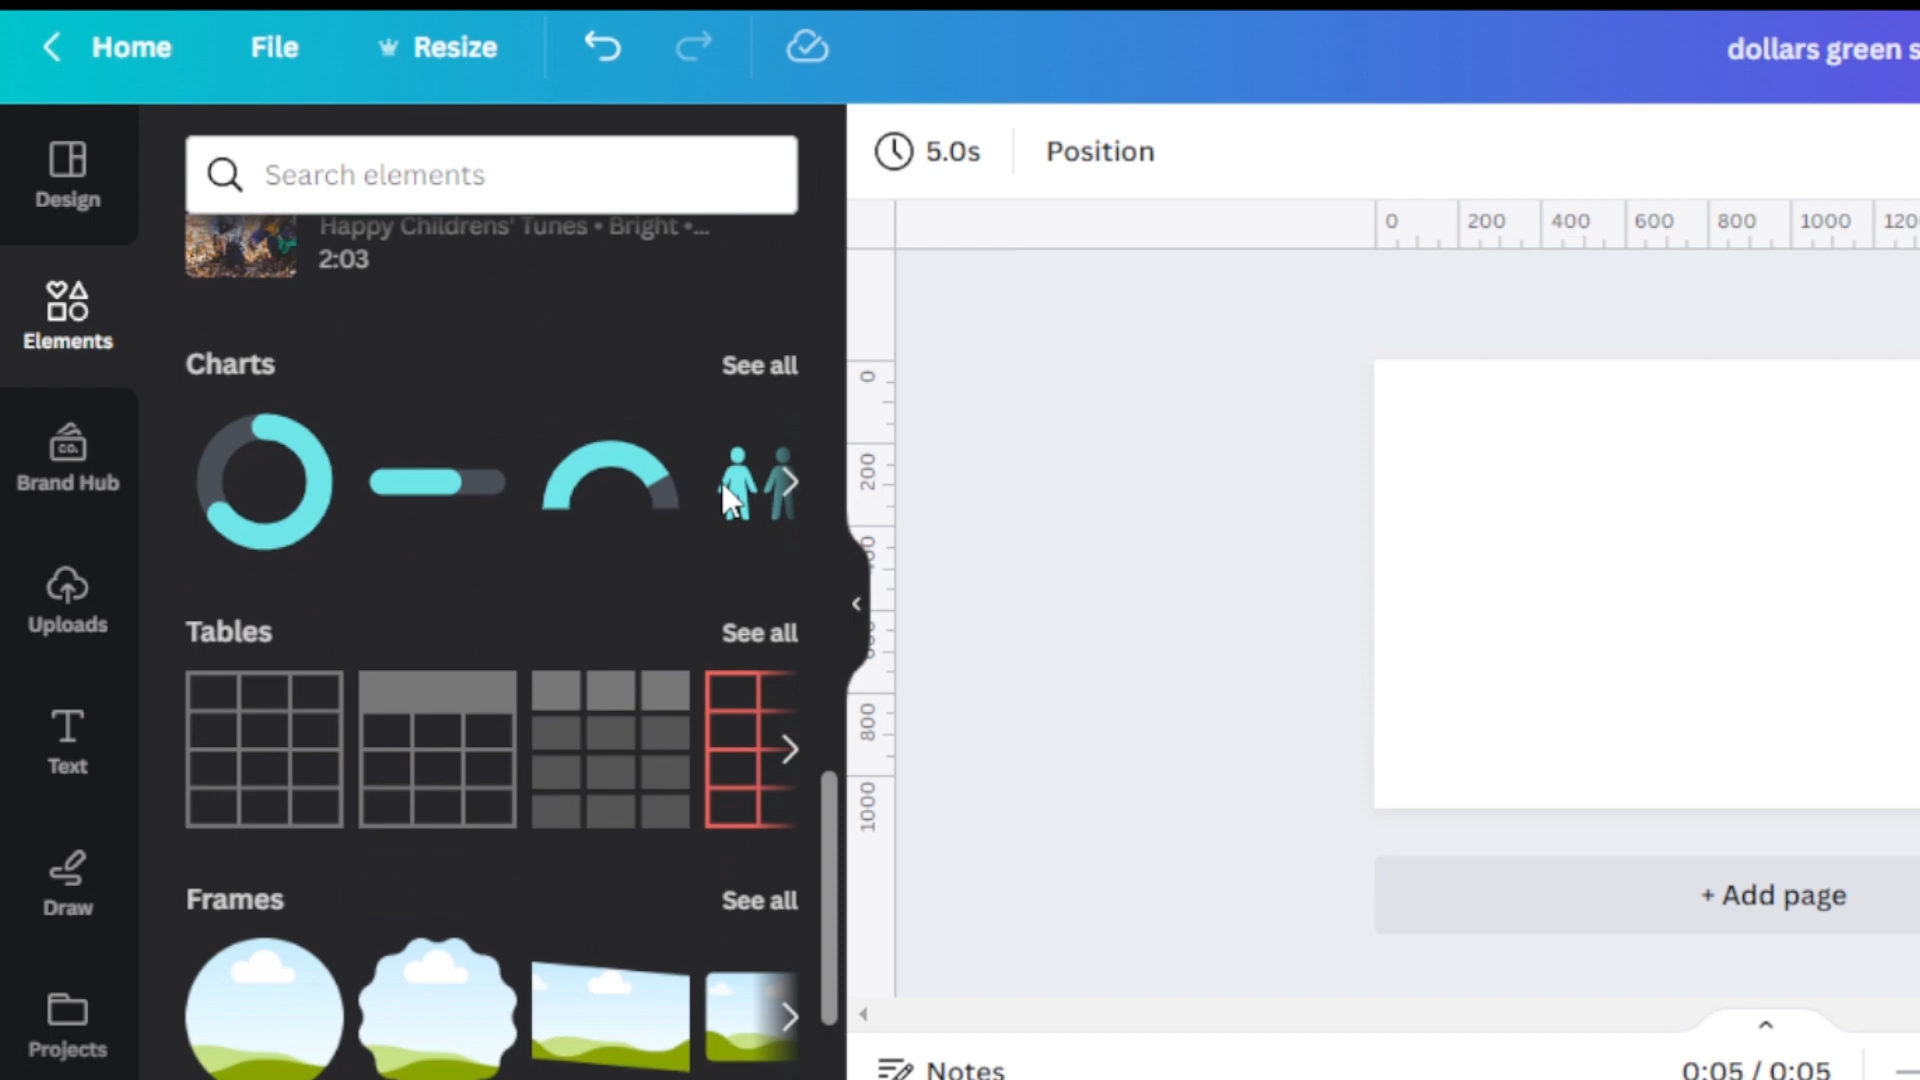 Home
File
Resize
dollars green s
Design
Elements
Brand Hub
CO.
Uploads
Text
Draw
Projects
Search elements
Happy Childrens' Tunes • Bright •...
2:03
Charts
See all
Tables
See all
Frames
See all
5.0s
Position
0 200 400 600 800 1000 120
0
200
800
1000
+ Add page
Notes
0:05 / 0:05